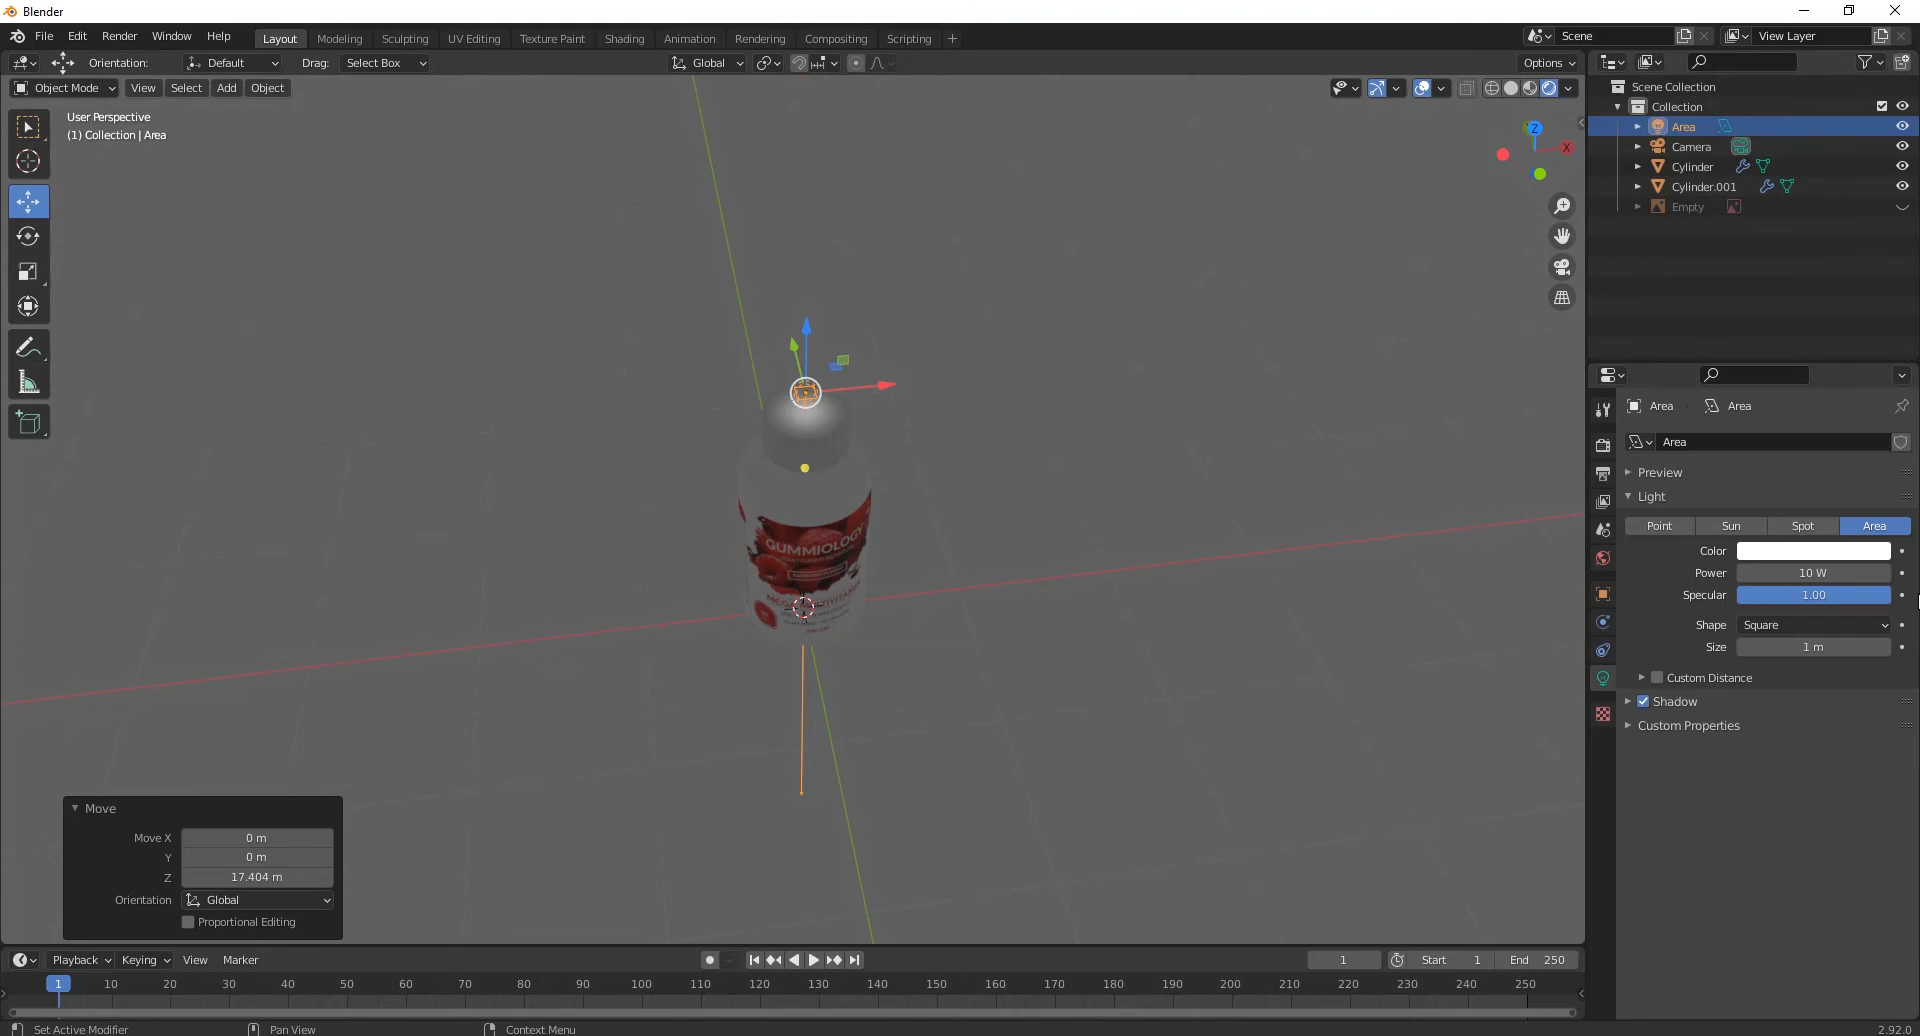 Blender
File Edit Render Window Help
Layout Modeling Sculpting UV Editing Texture Paint Shading Animation Rendering Compositing Scripting +
Scene
View Layer
Orientation: Default Drag: Select Box
Global
Options
Object Mode View Select Add Object
User Perspective
(1) Collection | Area
Z
X
Scene Collection
Collection
Area
Camera
Cylinder
Cylinder.001
Empty
GUMMIOLOGY
Area Area
Area
Preview
Light
Point Sun Spot Area
Color
Power 10 W
Specular 1.00
Shape Square
Size 1 m
Custom Distance
Shadow
Custom Properties
Move
Move X 0 m
Y 0 m
Z 17.404 m
Orientation Global
Proportional Editing
Playback Keying View Marker
1 Start 1 End 250
1 10 20 30 40 50 60 70 80 90 100 110 120 130 140 150 160 170 180 190 200 210 220 230 240 250
Set Active Modifier Pan View Context Menu
2.92.0